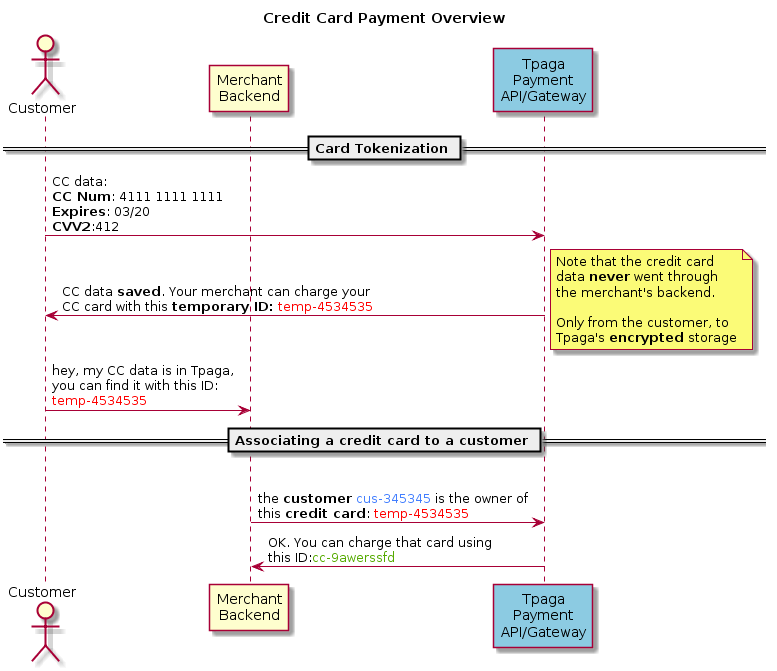 Credit Card Payment Overview
Customer
Merchant
Backend
Tpaga
Payment
API/Gateway
Card Tokenization
CC data:
CC Num: 4111 1111 1111
Expires: 03/20
CVV2:412
Note that the credit card
data never went through
the merchant's backend.
Only from the customer, to
Tpaga's encrypted storage
CC data saved. Your merchant can charge your
CC card with this temporary ID: temp-4534535
hey, my CC data is in Tpaga,
you can find it with this ID:
temp-4534535
Associating a credit card to a customer
the customer cus-345345 is the owner of
this credit card: temp-4534535
OK. You can charge that card using
this ID:cc-9awerssfd
Customer
Merchant
Backend
Tpaga
Payment
API/Gateway